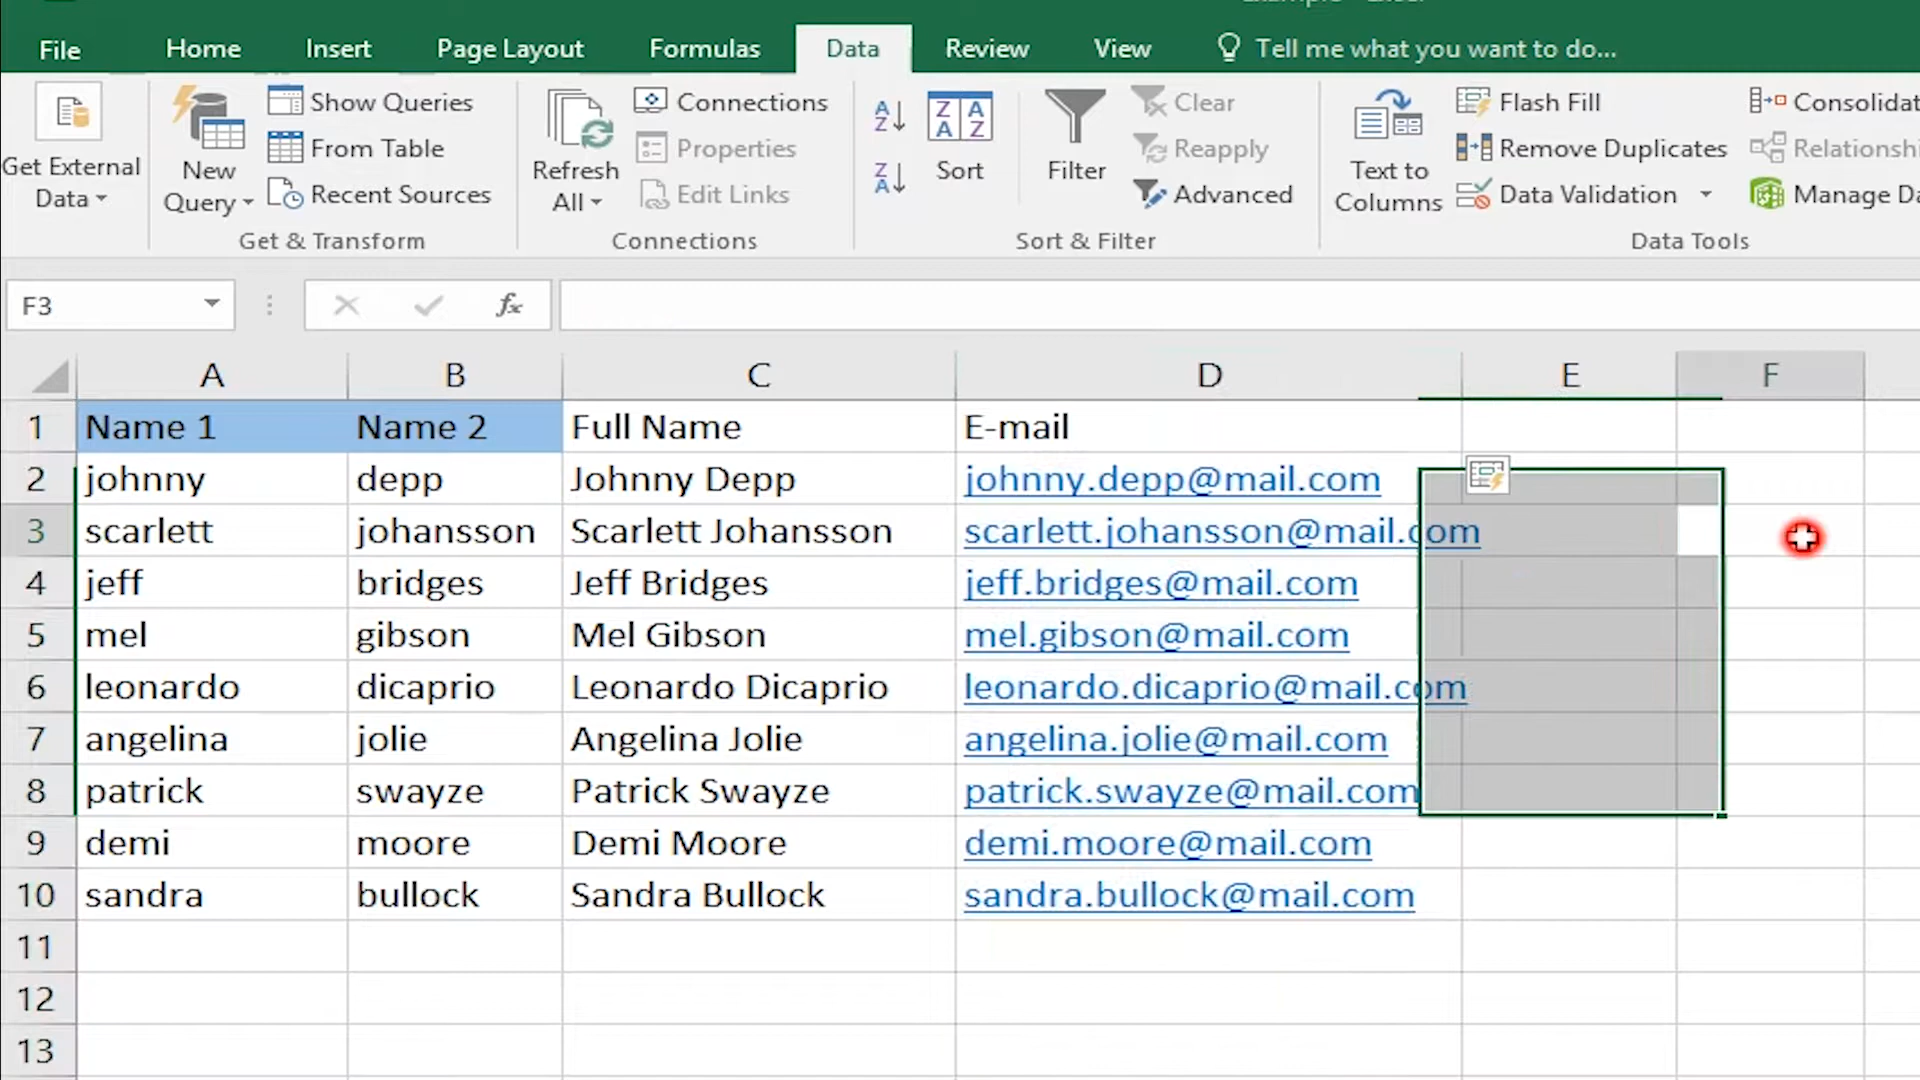 File Home Insert Page Layout Formulas Data Review View Tell me what you want to do...
Get External Data
New Query
Show Queries
From Table
Recent Sources
Get & Transform
Refresh All
Connections
Properties
Edit Links
Connections
A Z
Z A
Z A A Z
Sort
Filter
Clear
Reapply
Advanced
Sort & Filter
Text to Columns
Flash Fill
Remove Duplicates
Data Validation
Consolidat
Relationshi
Manage Da
Data Tools
F3 fx
A B C D E F
1 Name 1 Name 2 Full Name E-mail
2 johnny depp Johnny Depp johnny.depp@mail.com
3 scarlett johansson Scarlett Johansson scarlett.johansson@mail.com
4 jeff bridges Jeff Bridges jeff.bridges@mail.com
5 mel gibson Mel Gibson mel.gibson@mail.com
6 leonardo dicaprio Leonardo Dicaprio leonardo.dicaprio@mail.com
7 angelina jolie Angelina Jolie angelina.jolie@mail.com
8 patrick swayze Patrick Swayze patrick.swayze@mail.com
9 demi moore Demi Moore demi.moore@mail.com
10 sandra bullock Sandra Bullock sandra.bullock@mail.com
11
12
13